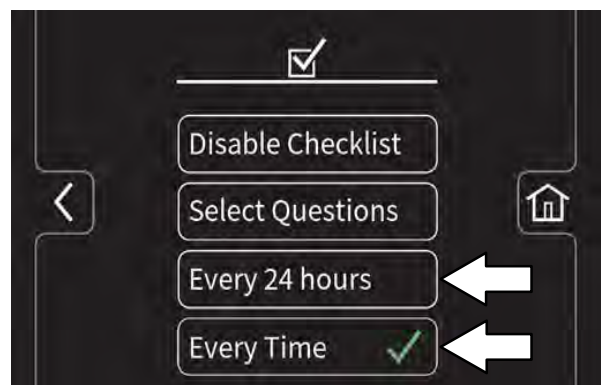 Disable Checklist
Select Questions
Every 24 hours
Every Time